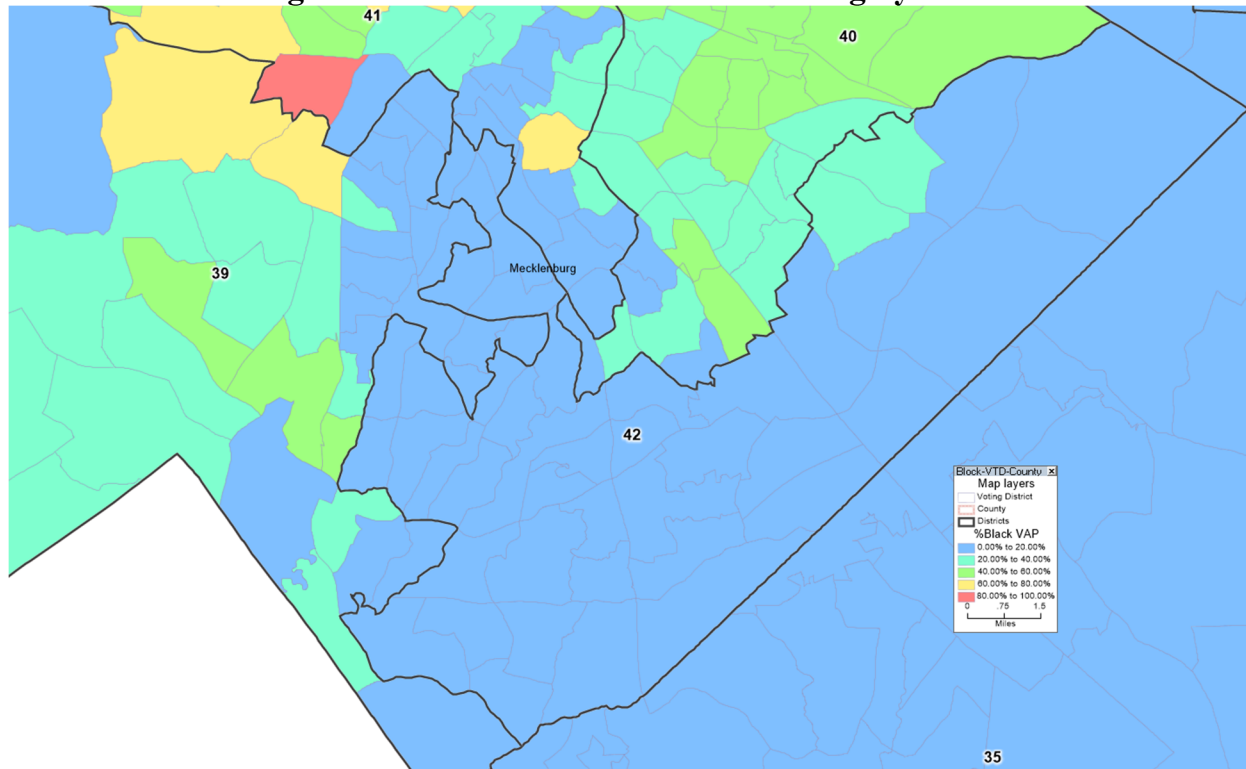 41
40
39
Mecklenburg
42
Block-VTD-County x
Map layers
Voting District
County
Districts
%Black VAP
0.00% to 20.00%
20.00% to 40.00%
40.00% to 60.00%
60.00% to 80.00%
80.00% to 100.00%
0 .75 1.5
Miles
35